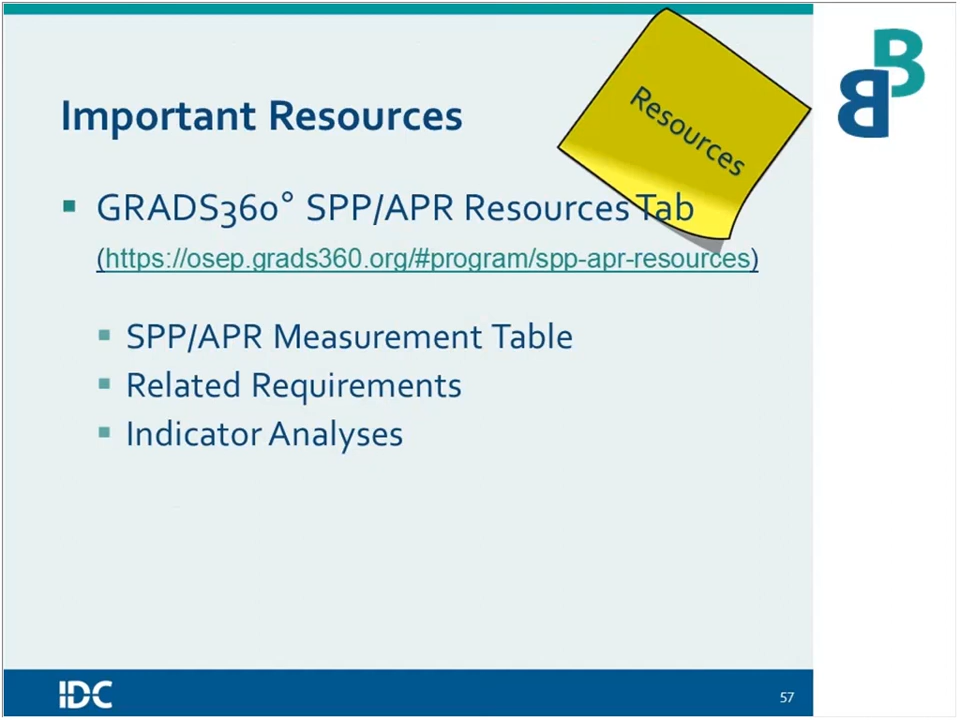 Resources
Important Resources
GRADS360° SPP/APR Resources Tab
(https://osep.grads360.org/#program/spp-apr-resources)
SPP/APR Measurement Table
Related Requirements
Indicator Analyses
B
B
IDC
57